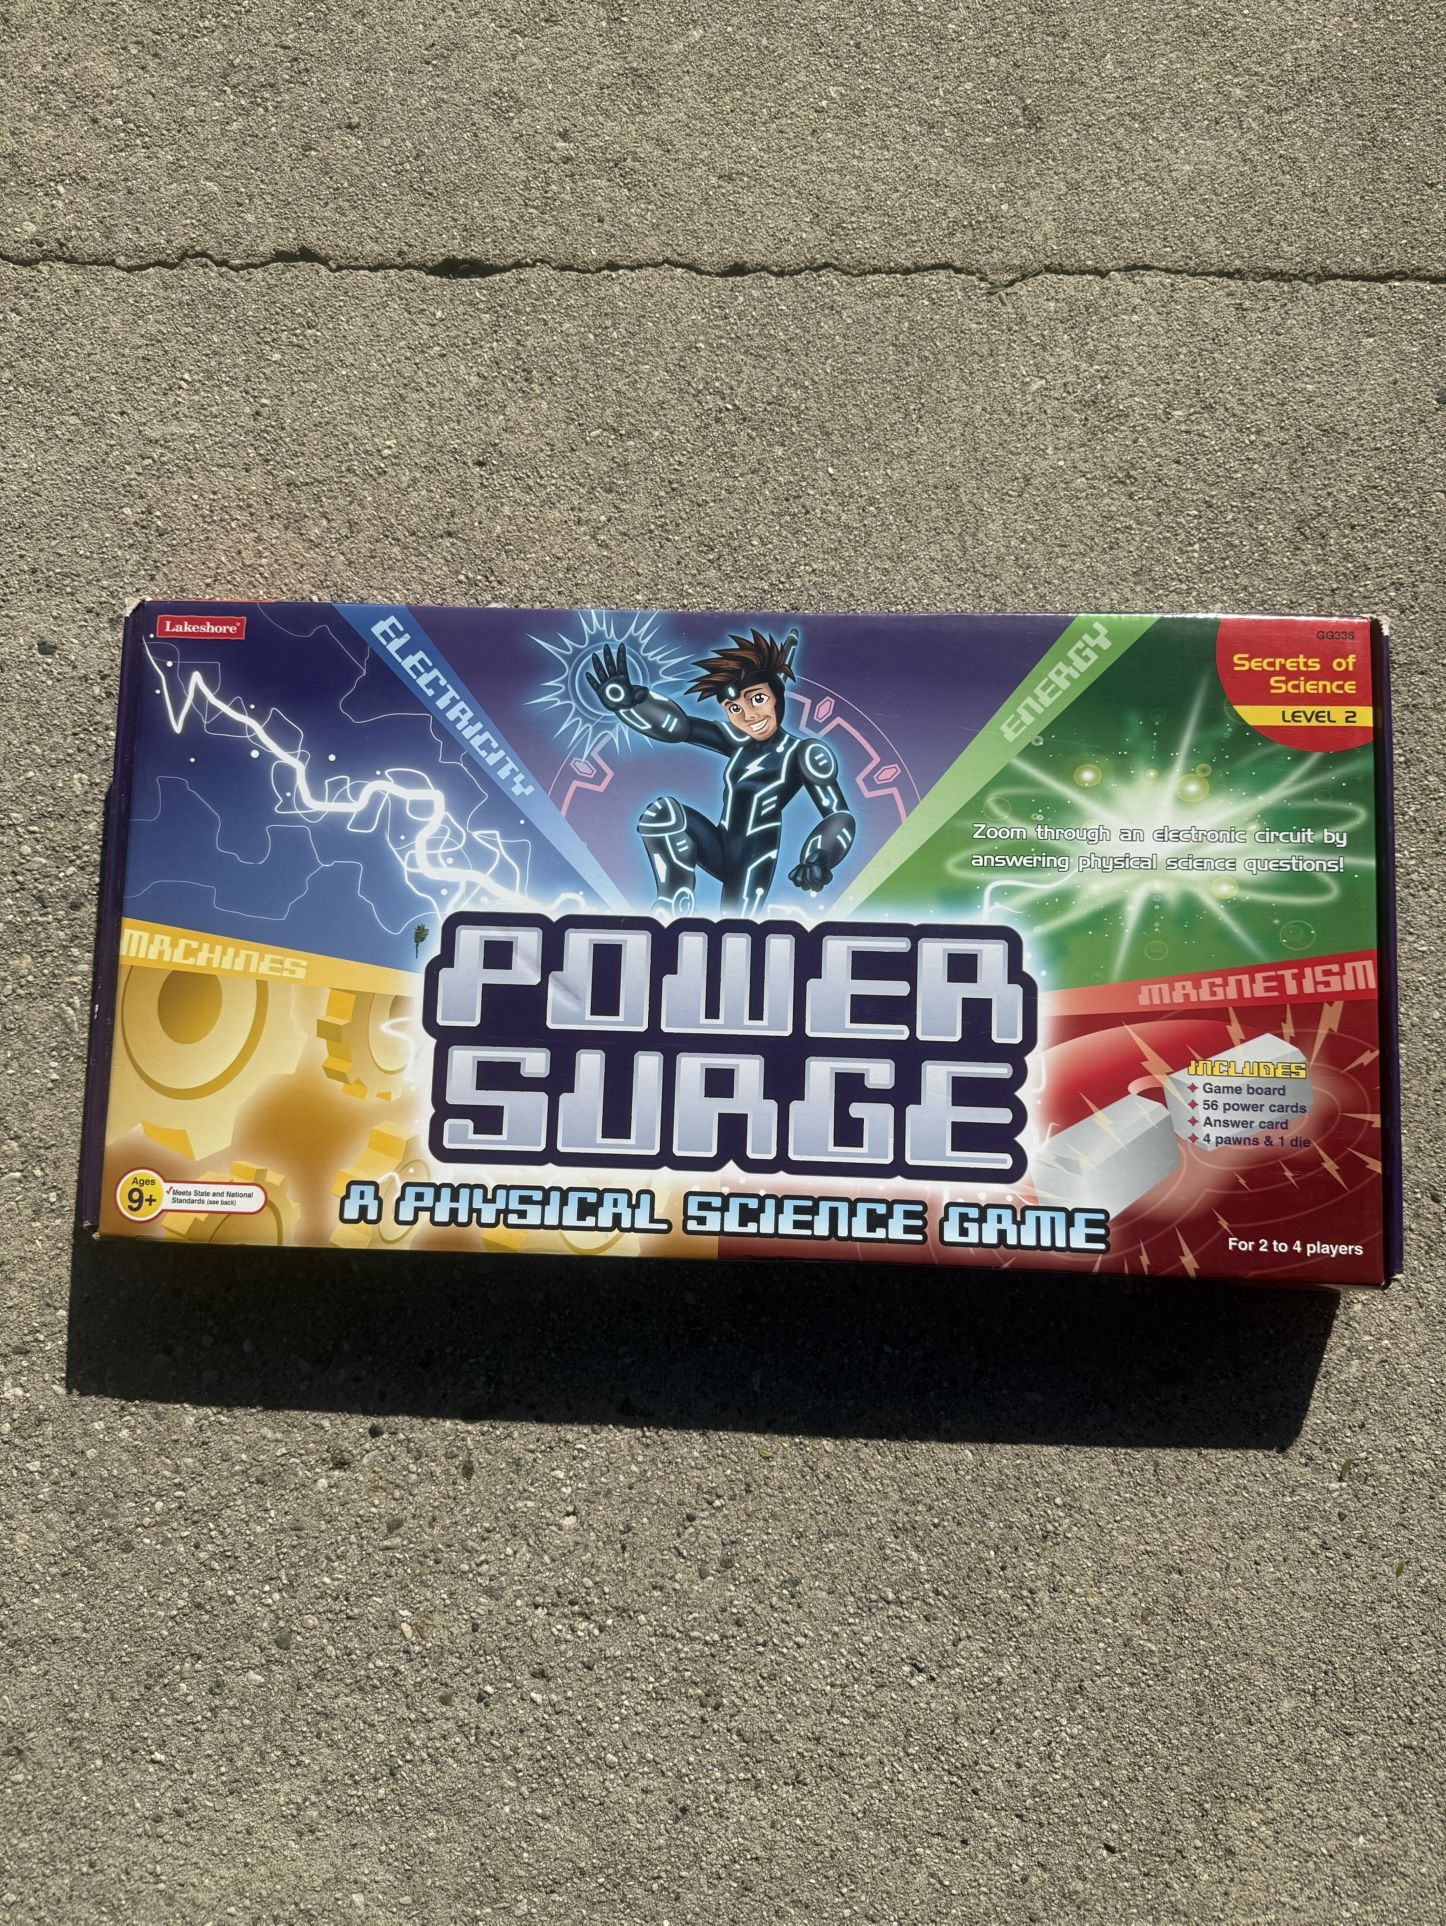 Lakeshore®
GG336
Secrets of
Science
LEVEL 2
ELECTRICITY
ENERGY
Zoom through an electronic circuit by
answering physical science questions!
MACHINES
MAGNETISM
POWER
SURGE
A PHYSICAL SCIENCE GAME
INCLUDES
Game board
56 power cards
Answer card
4 pawns & 1 die
Ages
9+
Meets State and National
Standards (see back)
For 2 to 4 players